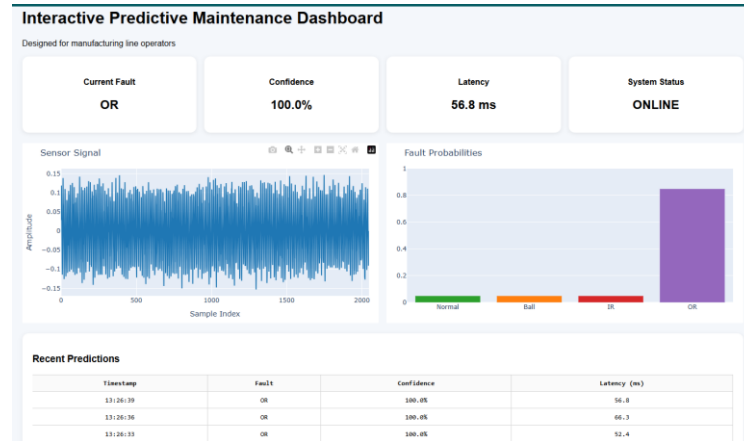 Interactive Predictive Maintenance Dashboard
Designed for manufacturing line operators
Current Fault
OR
Confidence
100.0%
Latency
56.8 ms
System Status
ONLINE
Sensor Signal
0.15
0.1
0.05
0
−0.05
−0.1
−0.15
Amplitude
0 500 1000 1500 2000
Sample Index
Fault Probabilities
1
0.8
0.6
0.4
0.2
0
Normal Ball IR OR
Recent Predictions
Timestamp Fault Confidence Latency (ms)
13:26:39 OR 100.0% 56.8
13:26:36 OR 100.0% 66.3
13:26:33 OR 100.0% 52.4